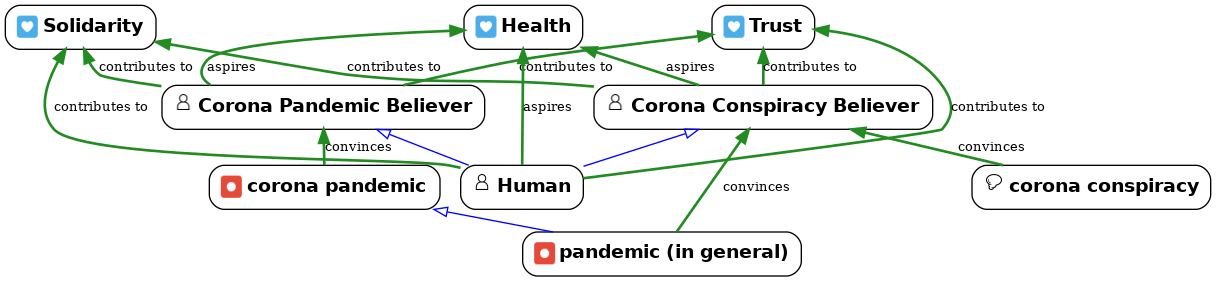 Solidarity
Health
Trust
contributes to
aspires
contributes to
contributes to
aspires
contributes to
Corona Pandemic Believer
Corona Conspiracy Believer
contributes to
aspires
contributes to
convinces
convinces
corona pandemic
Human
convinces
corona conspiracy
pandemic (in general)